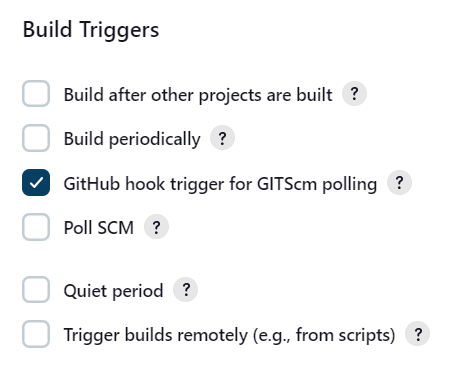 Build Triggers
Build after other projects are built ?
Build periodically ?
GitHub hook trigger for GITScm polling ?
Poll SCM ?
Quiet period ?
Trigger builds remotely (e.g., from scripts) ?